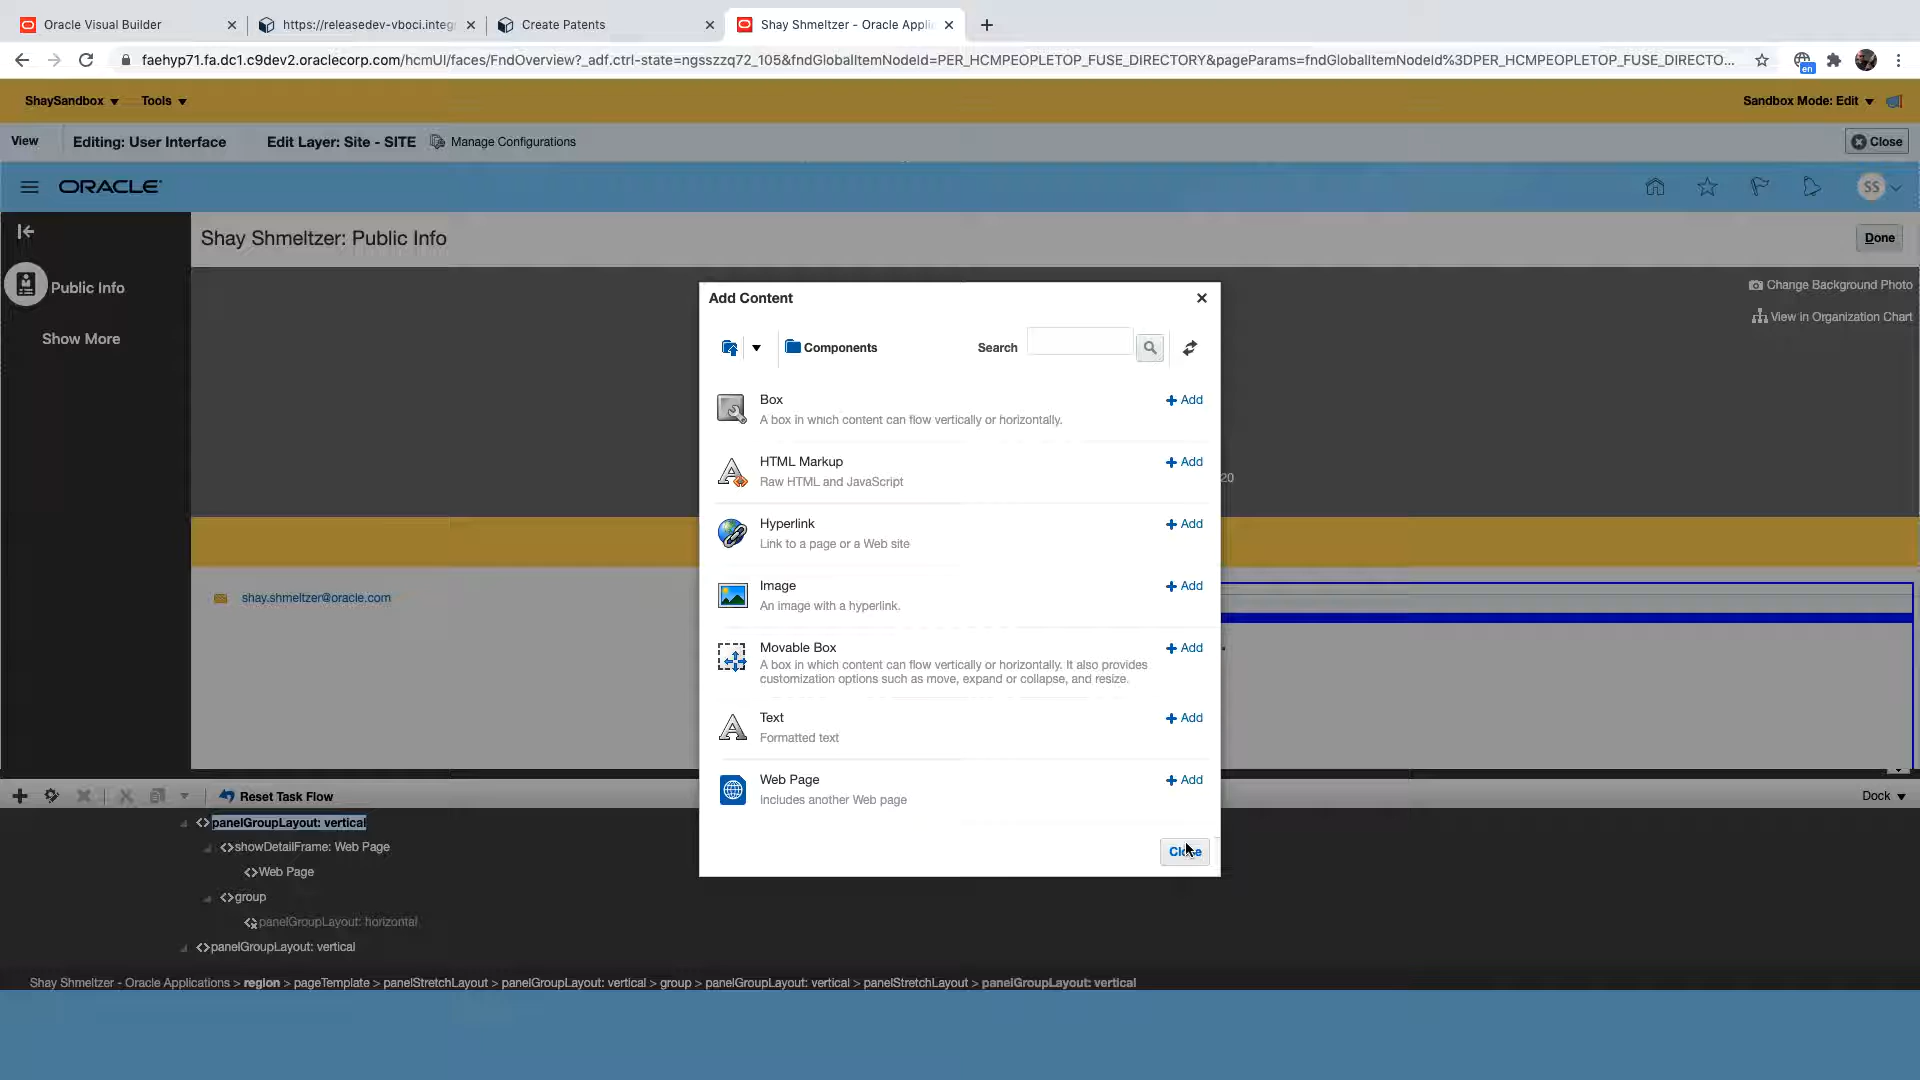 Oracle Visual Builder
https://releasedev-vboci.integ
Create Patents
Shay Shmeltzer - Oracle Appli
faehyp71.fa.dc1.c9dev2.oraclecorp.com/hcmUI/faces/FndOverview?_adf.ctrl-state=ngsszzq72_105&fndGlobalItemNodeId=PER_HCMPEOPLETOP_FUSE_DIRECTORY&pageParams=fndGlobalItemNodeId%3DPER_HCMPEOPLETOP_FUSE_DIRECTO...
en
ShaySandbox
Tools
Sandbox Mode: Edit
View
Editing: User Interface
Edit Layer: Site - SITE
Manage Configurations
Close
ORACLE
SS
Shay Shmeltzer: Public Info
Done
Public Info
Show More
Change Background Photo
View in Organization Chart
20
shay.shmeltzer@oracle.com
Add Content
Components
Search
Box
Add
A box in which content can flow vertically or horizontally.
HTML Markup
Add
Raw HTML and JavaScript
Hyperlink
Add
Link to a page or a Web site
Image
Add
An image with a hyperlink.
Movable Box
Add
A box in which content can flow vertically or horizontally. It also provides
customization options such as move, expand or collapse, and resize.
Text
Add
Formatted text
Web Page
Add
Includes another Web page
Close
Reset Task Flow
Dock
<>panelGroupLayout: vertical
<>showDetailFrame: Web Page
<>Web Page
<>group
<>panelGroupLayout: horizontal
<>panelGroupLayout: vertical
Shay Shmeltzer - Oracle Applications > region > pageTemplate > panelStretchLayout > panelGroupLayout: vertical > group > panelGroupLayout: vertical > panelStretchLayout > panelGroupLayout: vertical